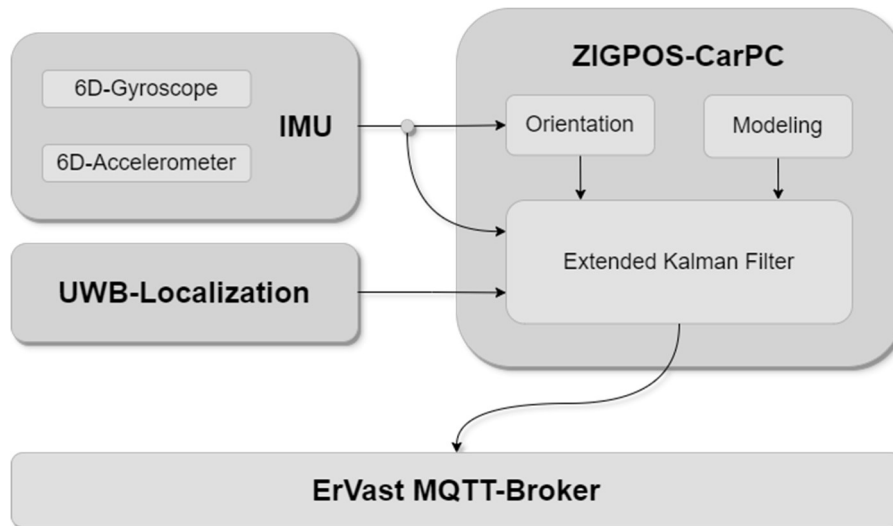 6D-Gyroscope
IMU
6D-Accelerometer
UWB-Localization
ZIGPOS-CarPC
Orientation
Modeling
Extended Kalman Filter
ErVast MQTT-Broker